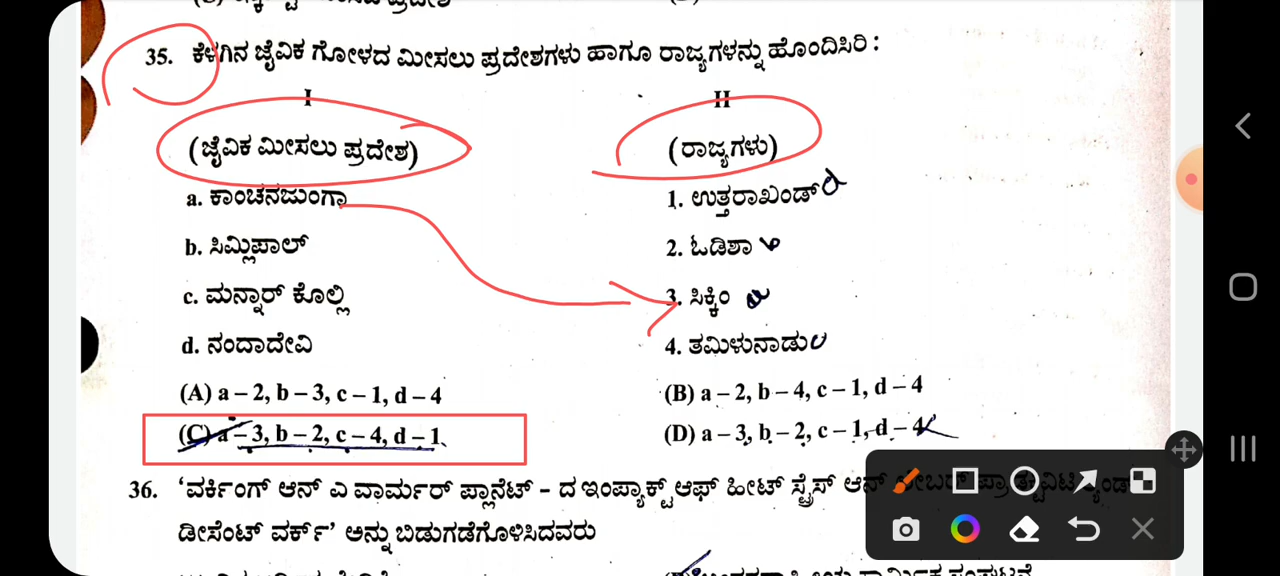 35. ಕೆಳಗಿನ ಜೈವಿಕ ಗೋಳದ ಮೀಸಲು ಪ್ರದೇಶಗಳು ಹಾಗೂ ರಾಜ್ಯಗಳನ್ನು ಹೊಂದಿಸಿರಿ :
I II
(ಜೈವಿಕ ಮೀಸಲು ಪ್ರದೇಶ) (ರಾಜ್ಯಗಳು)
a. ಕಾಂಚನಜುಂಗಾ 1. ಉತ್ತರಾಖಂಡ್
b. ಸಿಮ್ಲಿಪಾಲ್ 2. ಓಡಿಶಾ
c. ಮನ್ನಾರ್ ಕೊಲ್ಲಿ 3. ಸಿಕ್ಕಿಂ
d. ನಂದಾದೇವಿ 4. ತಮಿಳುನಾಡು
(A) a – 2, b – 3, c – 1, d – 4 (B) a – 2, b – 4, c – 1, d – 4
(C) a – 3, b – 2, c – 4, d – 1 (D) a – 3, b – 2, c – 1, d – 4
36. ‘ವರ್ಕಿಂಗ್ ಆನ್ ಎ ವಾರ್ಮರ್ ಪ್ಲಾನೆಟ್ – ದ ಇಂಪ್ಯಾಕ್ಟ್ ಆಫ್ ಹೀಟ್ ಸ್ಟ್ರೆಸ್ ಆನ್
ಡೀಸೆಂಟ್ ವರ್ಕ್’ ಅನ್ನು ಬಿಡುಗಡೆಗೊಳಿಸಿದವರು